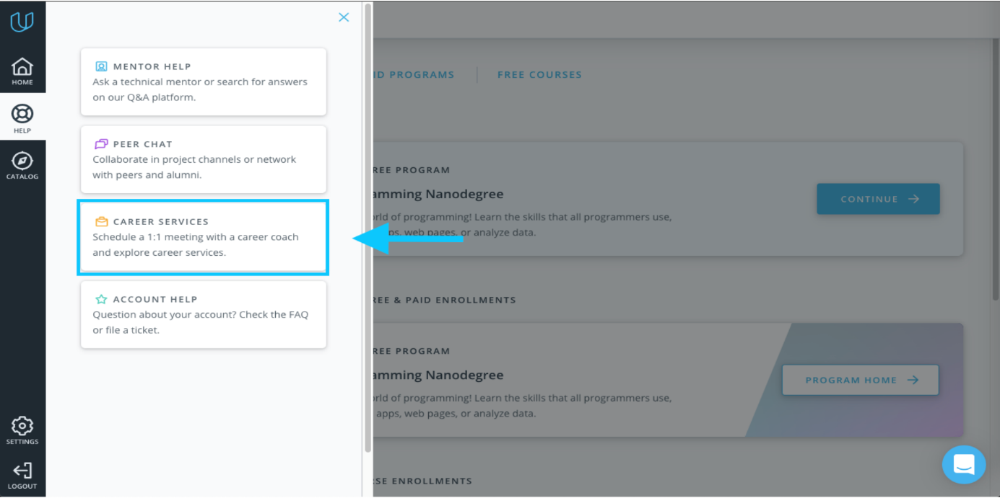 HOME
HELP
CATALOG
SETTINGS
LOGOUT
MENTOR HELP
Ask a technical mentor or search for answers
on our Q&A platform.
PEER CHAT
Collaborate in project channels or network
with peers and alumni.
CAREER SERVICES
Schedule a 1:1 meeting with a career coach
and explore career services.
ACCOUNT HELP
Question about your account? Check the FAQ
or file a ticket.
ID PROGRAMS
FREE COURSES
REE PROGRAM
amming Nanodegree
rld of programming! Learn the skills that all programmers use,
ps, web pages, or analyze data.
CONTINUE
REE & PAID ENROLLMENTS
REE PROGRAM
amming Nanodegree
rld of programming! Learn the skills that all programmers use,
apps, web pages, or analyze data.
PROGRAM HOME
SE ENROLLMENTS